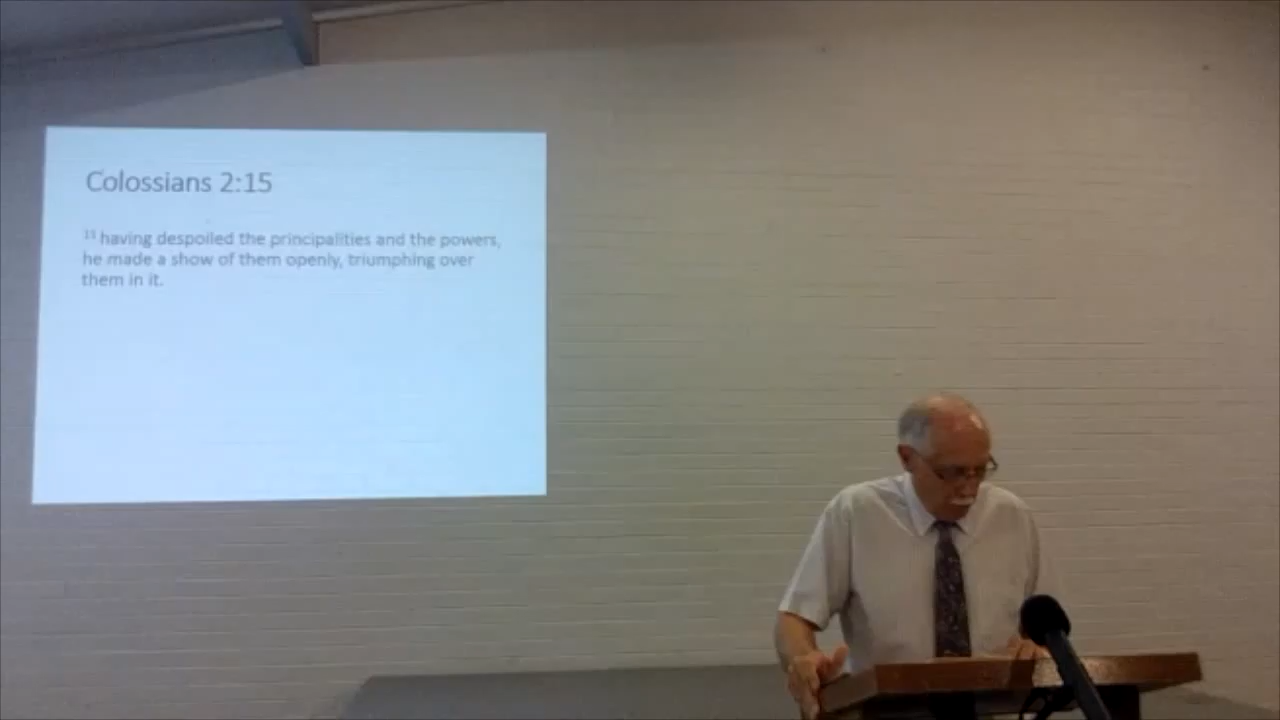 Colossians 2:15
15 having despoiled the principalities and the powers,
he made a show of them openly, triumphing over
them in it.